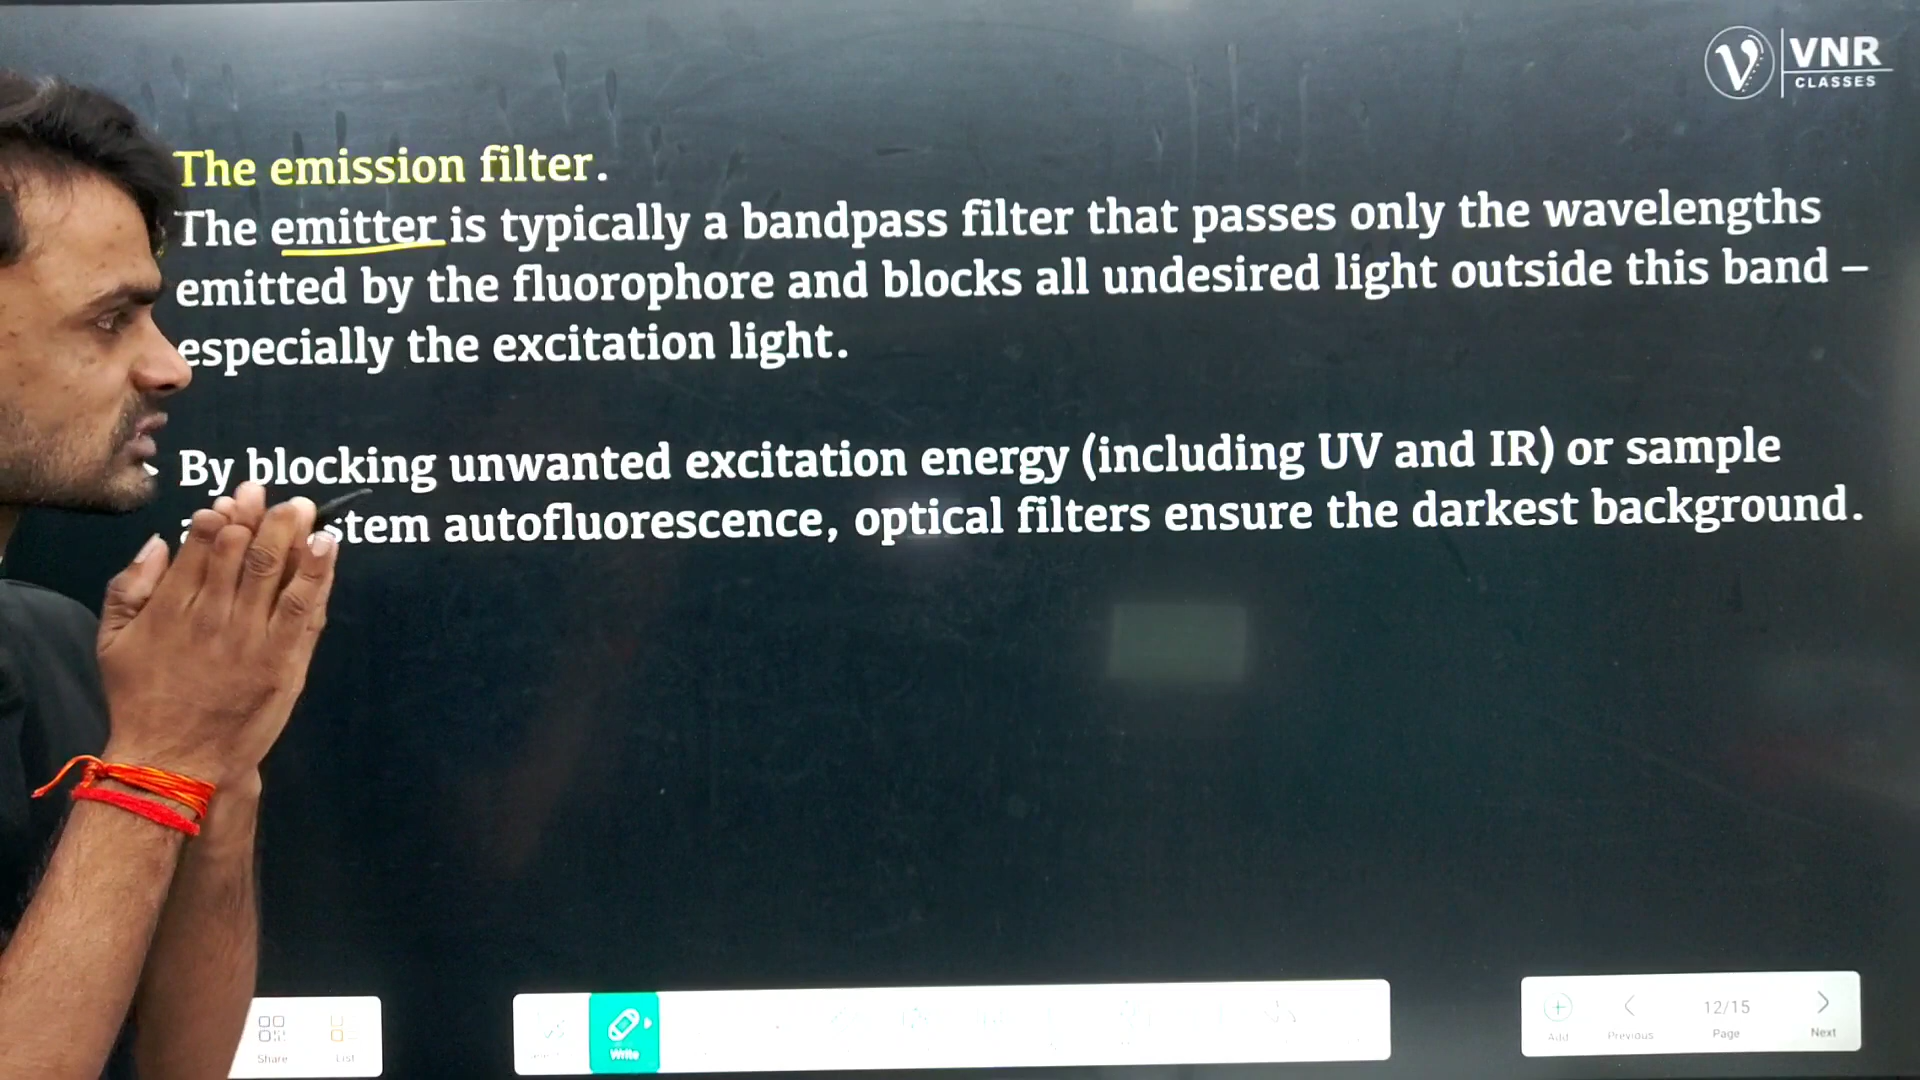 VNR
CLASSES
The emission filter.
The emitter is typically a bandpass filter that passes only the wavelengths
emitted by the fluorophore and blocks all undesired light outside this band –
especially the excitation light.
By blocking unwanted excitation energy (including UV and IR) or sample
autofluorescence, optical filters ensure the darkest background.
Share
List
Write
Add
Previous
12/15
Page
Next